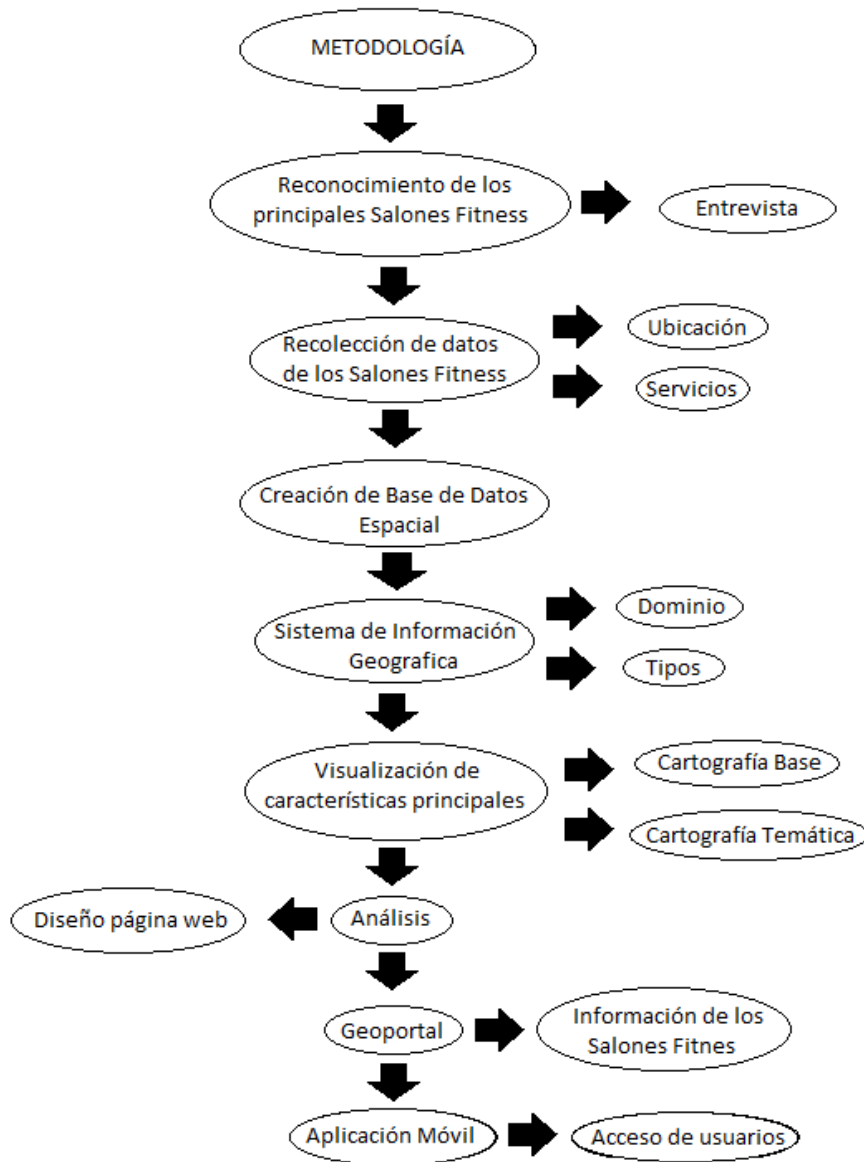 METODOLOGÍA
Reconocimiento de los
principales Salones Fitness
Entrevista
Recolección de datos
de los Salones Fitness
Ubicación
Servicios
Creación de Base de Datos
Espacial
Sistema de Información
Geografica
Dominio
Tipos
Visualización de
características principales
Cartografía Base
Cartografía Temática
Diseño página web
Análisis
Geoportal
Información de los
Salones Fitnes
Aplicación Móvil
Acceso de usuarios